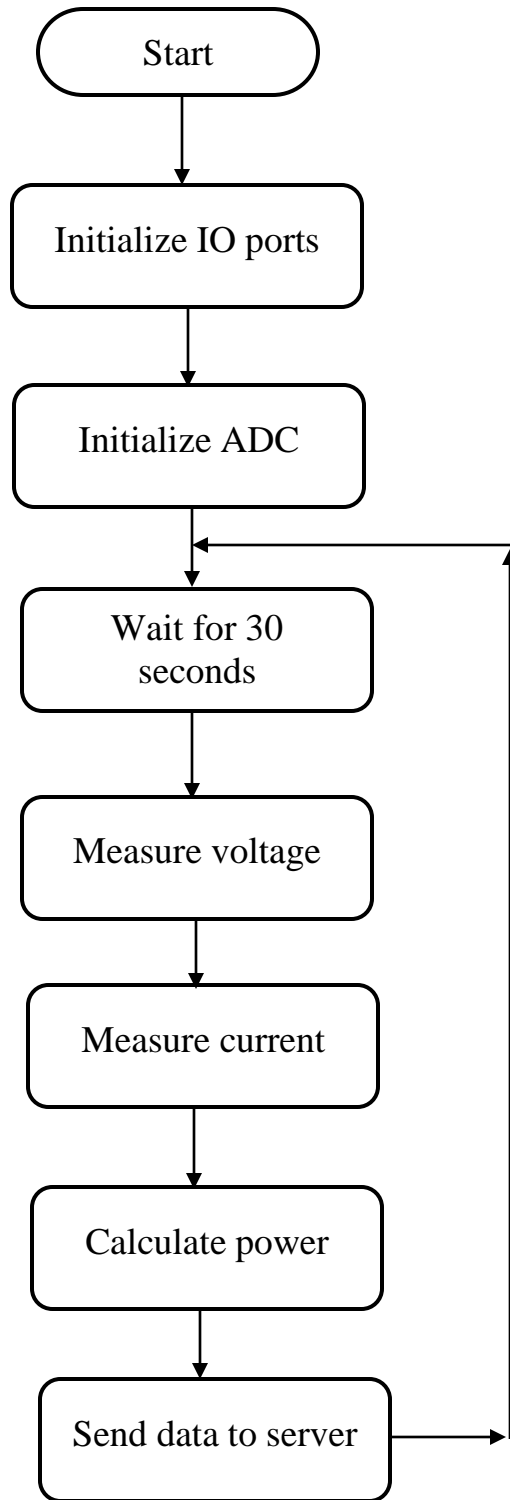 Start
Initialize IO ports
Initialize ADC
Wait for 30
seconds
Measure voltage
Measure current
Calculate power
Send data to server